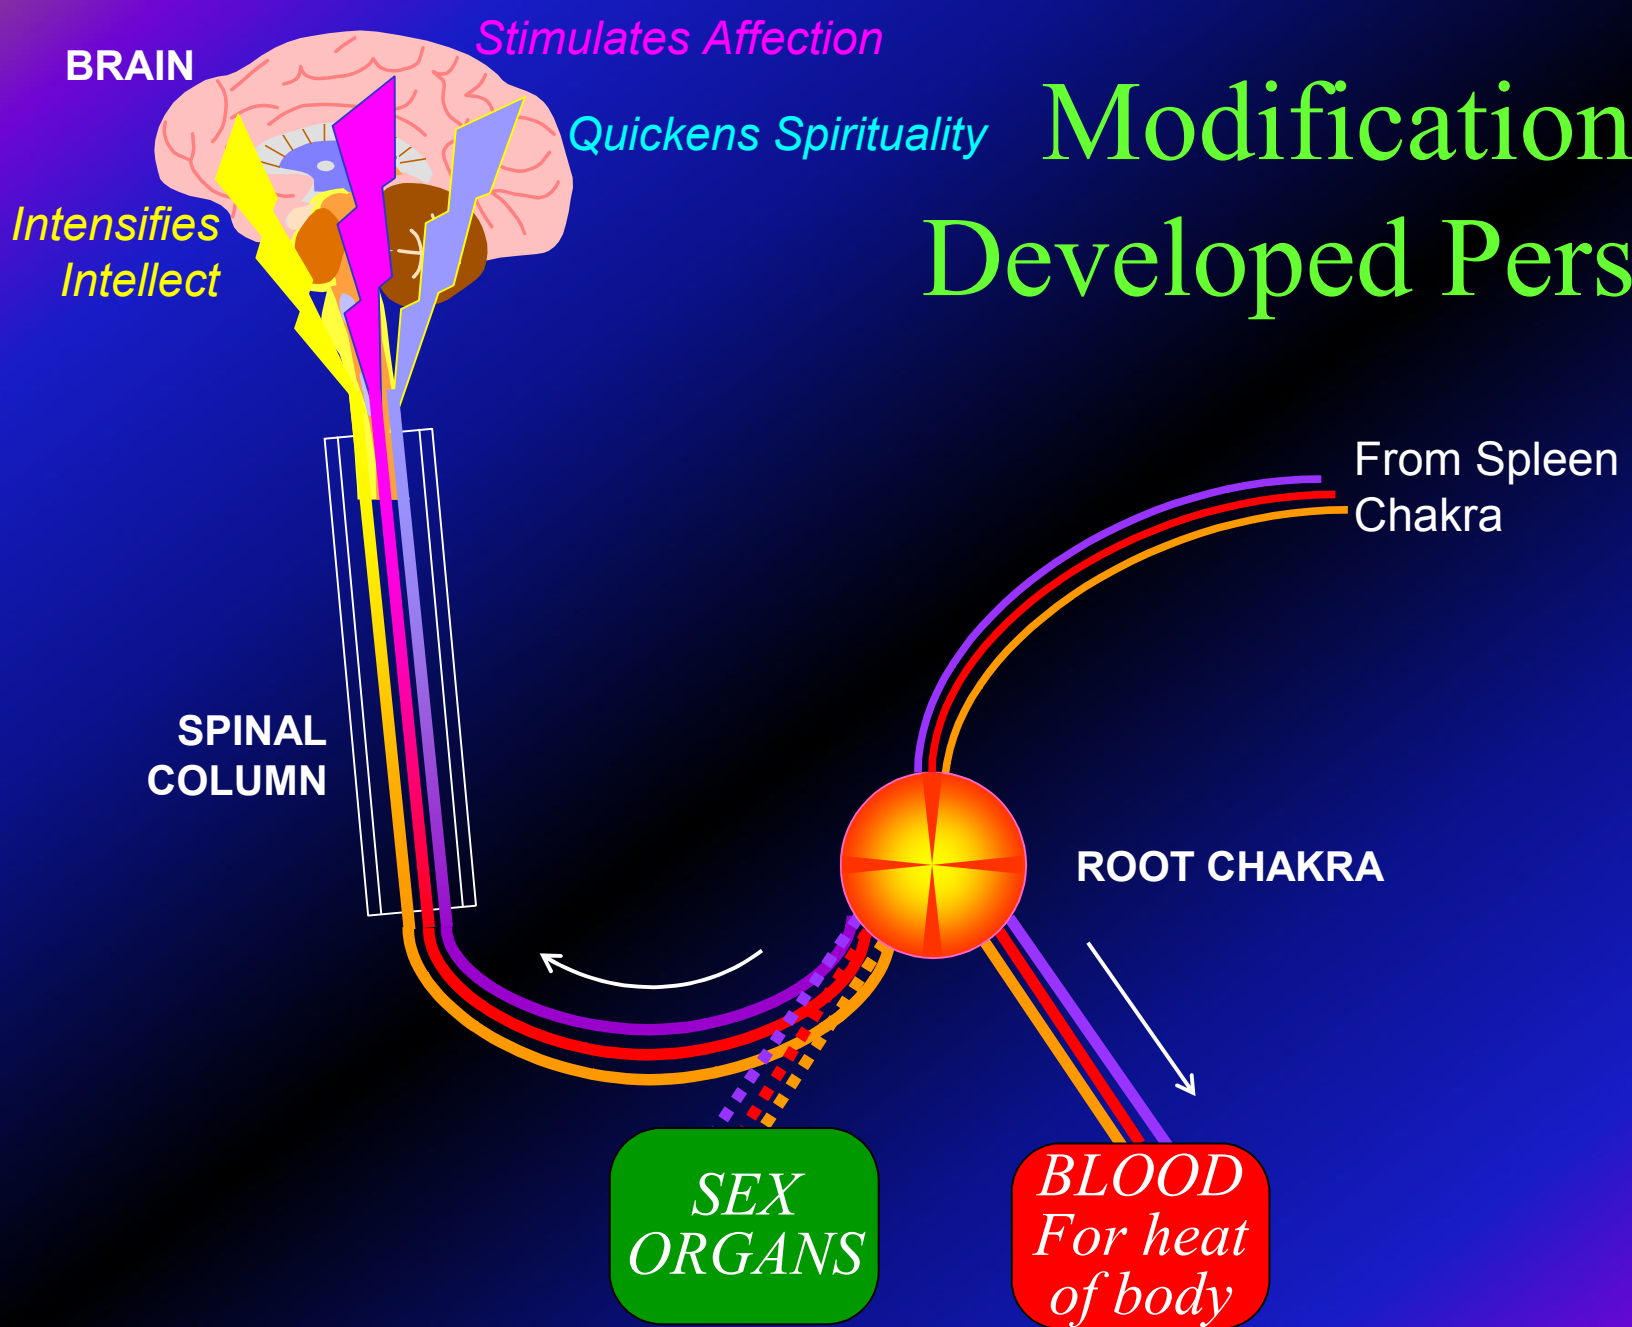 BRAIN
Stimulates Affection
Quickens Spirituality
Modification
Developed Pers
Intensifies
Intellect
From Spleen
Chakra
SPINAL
COLUMN
ROOT CHAKRA
SEX
ORGANS
BLOOD
For heat
of body